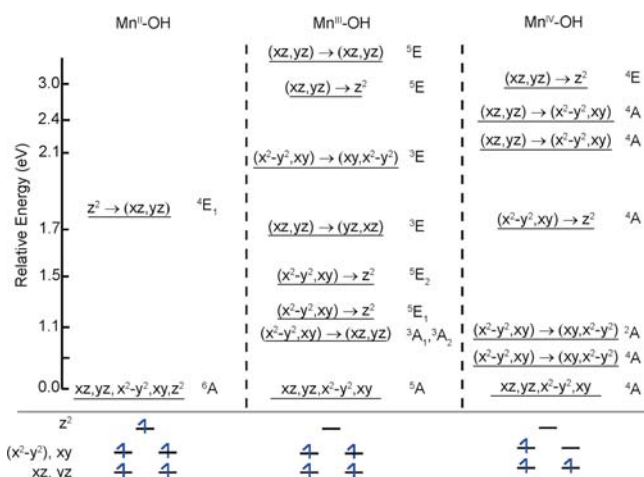 Mn^II-OH
Mn^III-OH
Mn^IV-OH
Relative Energy (eV)
3.0
2.4
2.1
1.7
1.5
1.1
0.0
z² → (xz,yz) ⁴E₁
xz,yz, x²-y²,xy,z² ⁶A
(xz,yz) → (xz,yz) ⁵E
(xz,yz) → z² ⁵E
(x²-y²,xy) → (xy,x²-y²) ³E
(xz,yz) → (yz,xz) ³E
(x²-y²,xy) → z² ⁵E₂
(x²-y²,xy) → z² ⁵E₁
(x²-y²,xy) → (xz,yz) ³A₁,³A₂
xz,yz,x²-y²,xy ⁵A
(xz,yz) → z² ⁴E
(xz,yz) → (x²-y²,xy) ⁴A
(xz,yz) → (x²-y²,xy) ⁴A
(x²-y²,xy) → z² ⁴A
(x²-y²,xy) → (xy,x²-y²) ²A
(x²-y²,xy) → (xy,x²-y²) ⁴A
xz,yz,x²-y²,xy ⁴A
z²
(x²-y²), xy
xz, yz